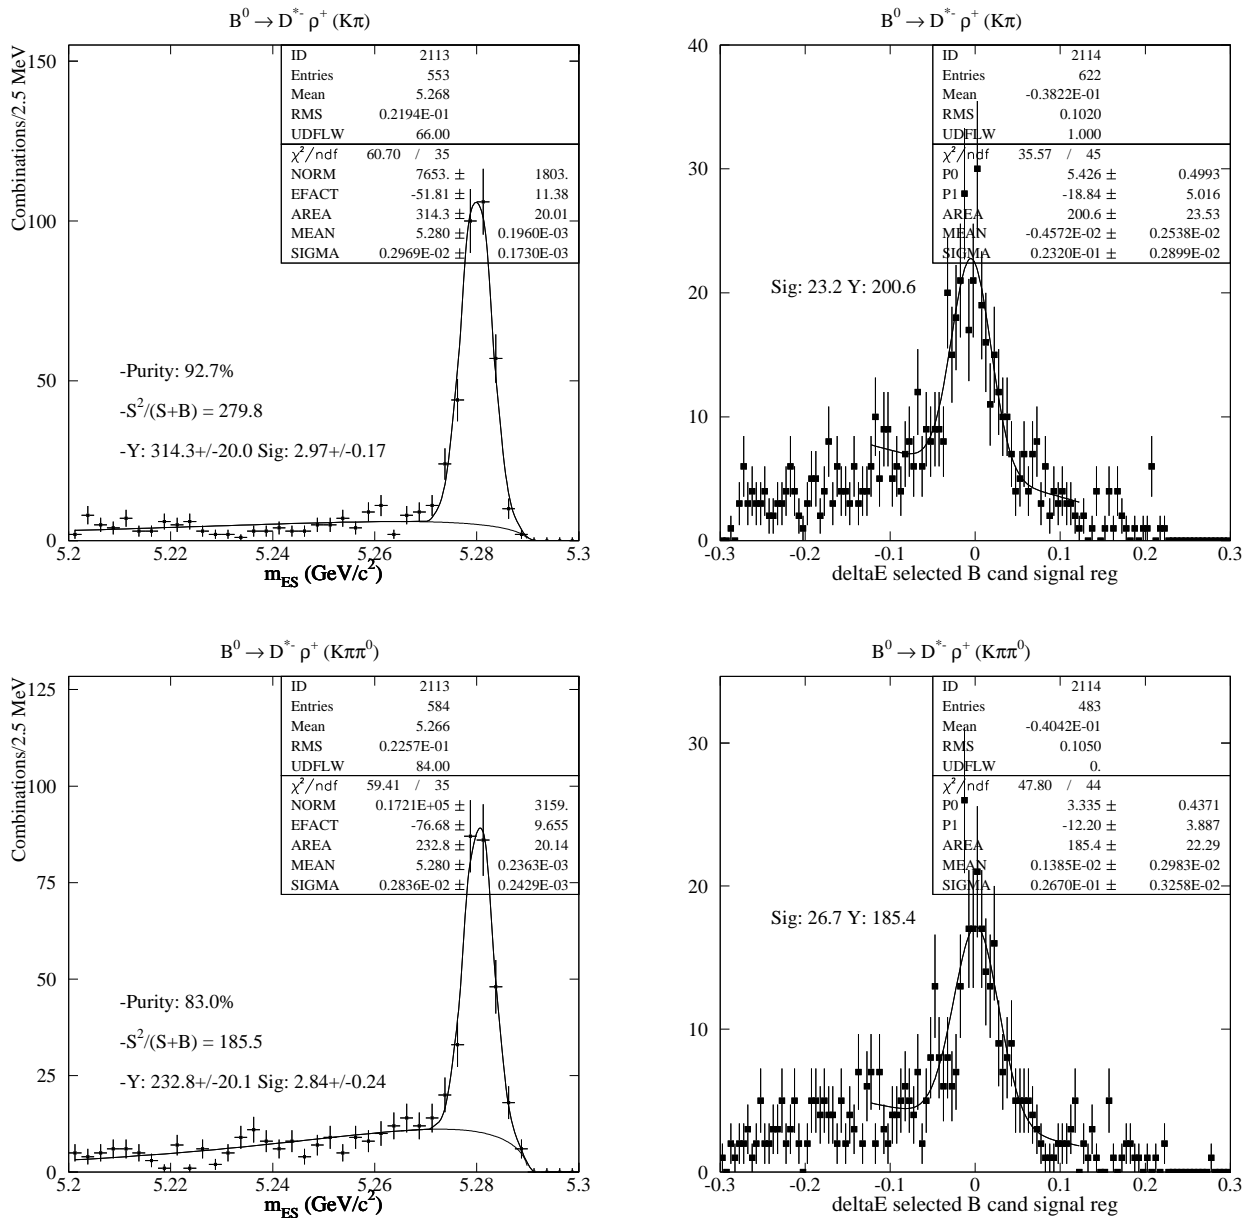 B0 → D*- ρ+ (Kπ)
Combinations/2.5 MeV
150
100
50
0
ID 2113
Entries 553
Mean 5.268
RMS 0.2194E-01
UDFLW 66.00
χ2/ndf 60.70 / 35
NORM 7653. ± 1803.
EFACT -51.81 ± 11.38
AREA 314.3 ± 20.01
MEAN 5.280 ± 0.1960E-03
SIGMA 0.2969E-02 ± 0.1730E-03
-Purity: 92.7%
-S2/(S+B) = 279.8
-Y: 314.3+/-20.0 Sig: 2.97+/-0.17
5.2 5.22 5.24 5.26 5.28 5.3
mES (GeV/c2)
B0 → D*- ρ+ (Kπ)
40
30
20
10
0
ID 2114
Entries 622
Mean -0.3822E-01
RMS 0.1020
UDFLW 1.000
χ2/ndf 35.57 / 45
P0 5.426 ± 0.4993
P1 -18.84 ± 5.016
AREA 200.6 ± 23.53
MEAN -0.4572E-02 ± 0.2538E-02
SIGMA 0.2320E-01 ± 0.2899E-02
Sig: 23.2 Y: 200.6
-0.3 -0.2 -0.1 0 0.1 0.2 0.3
deltaE selected B cand signal reg
B0 → D*- ρ+ (Kππ0)
Combinations/2.5 MeV
125
100
75
50
25
0
ID 2113
Entries 584
Mean 5.266
RMS 0.2257E-01
UDFLW 84.00
χ2/ndf 59.41 / 35
NORM 0.1721E+05 ± 3159.
EFACT -76.68 ± 9.655
AREA 232.8 ± 20.14
MEAN 5.280 ± 0.2363E-03
SIGMA 0.2836E-02 ± 0.2429E-03
-Purity: 83.0%
-S2/(S+B) = 185.5
-Y: 232.8+/-20.1 Sig: 2.84+/-0.24
5.2 5.22 5.24 5.26 5.28 5.3
mES (GeV/c2)
B0 → D*- ρ+ (Kππ0)
30
20
10
0
ID 2114
Entries 483
Mean -0.4042E-01
RMS 0.1050
UDFLW 0.
χ2/ndf 47.80 / 44
P0 3.335 ± 0.4371
P1 -12.20 ± 3.887
AREA 185.4 ± 22.29
MEAN 0.1385E-02 ± 0.2983E-02
SIGMA 0.2670E-01 ± 0.3258E-02
Sig: 26.7 Y: 185.4
-0.3 -0.2 -0.1 0 0.1 0.2 0.3
deltaE selected B cand signal reg